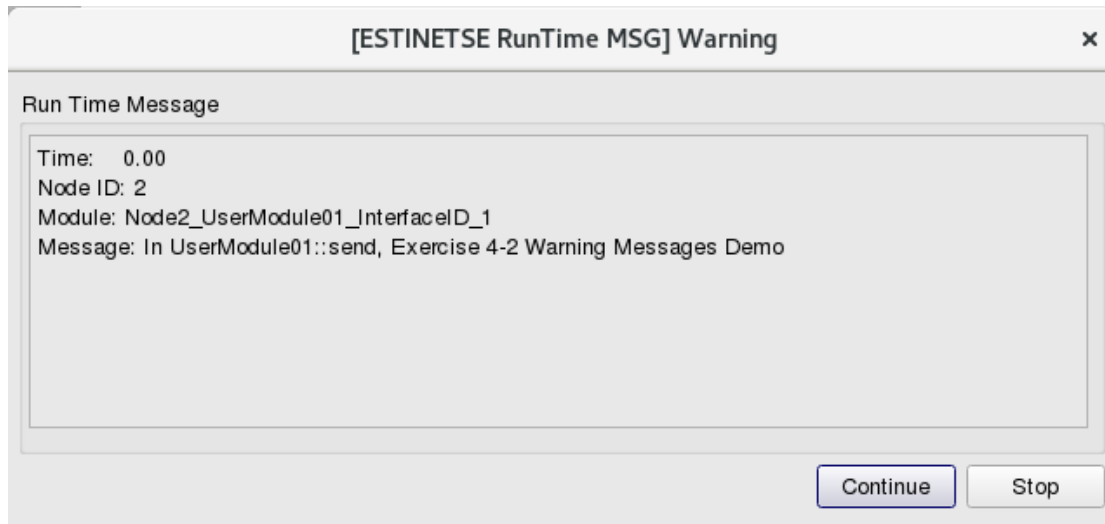 [ESTINETSE RunTime MSG] Warning
Run Time Message
Time: 0.00
Node ID: 2
Module: Node2_UserModule01_InterfaceID_1
Message: In UserModule01::send, Exercise 4-2 Warning Messages Demo
Continue Stop